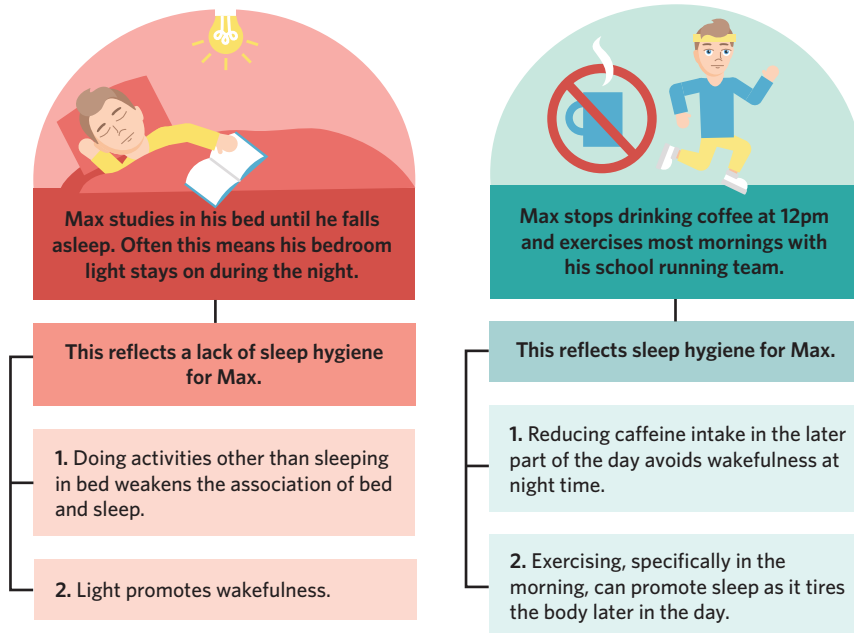 Max studies in his bed until he falls
asleep. Often this means his bedroom
light stays on during the night.
This reflects a lack of sleep hygiene
for Max.
1. Doing activities other than sleeping
in bed weakens the association of bed
and sleep.
2. Light promotes wakefulness.
Max stops drinking coffee at 12pm
and exercises most mornings with
his school running team.
This reflects sleep hygiene for Max.
1. Reducing caffeine intake in the later
part of the day avoids wakefulness at
night time.
2. Exercising, specifically in the
morning, can promote sleep as it tires
the body later in the day.